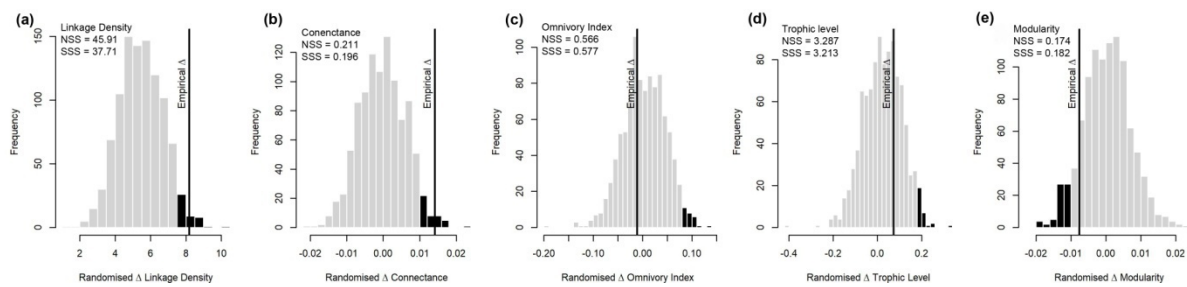 (a)
Linkage Density
NSS = 45.91
SSS = 37.71
Empirical Δ
Frequency
0
50
100
150
2
4
6
8
10
Randomised Δ Linkage Density
(b)
Conenctance
NSS = 0.211
SSS = 0.196
Empirical Δ
Frequency
0
20
40
60
80
120
-0.02
0.00
0.02
Randomised Δ Connectance
(c)
Omnivory Index
NSS = 0.566
SSS = 0.577
Empirical Δ
Frequency
0
20
40
60
80
100
-0.20
-0.10
0.00
0.10
Randomised Δ Omnivory Index
(d)
Trophic level
NSS = 3.287
SSS = 3.213
Empirical Δ
Frequency
0
20
40
60
80
-0.4
-0.2
0.0
0.2
Randomised Δ Trophic Level
(e)
Modularity
NSS = 0.174
SSS = 0.182
Empirical Δ
Frequency
0
20
40
60
80
100
-0.02
-0.01
0.00
0.01
0.02
Randomised Δ Modularity